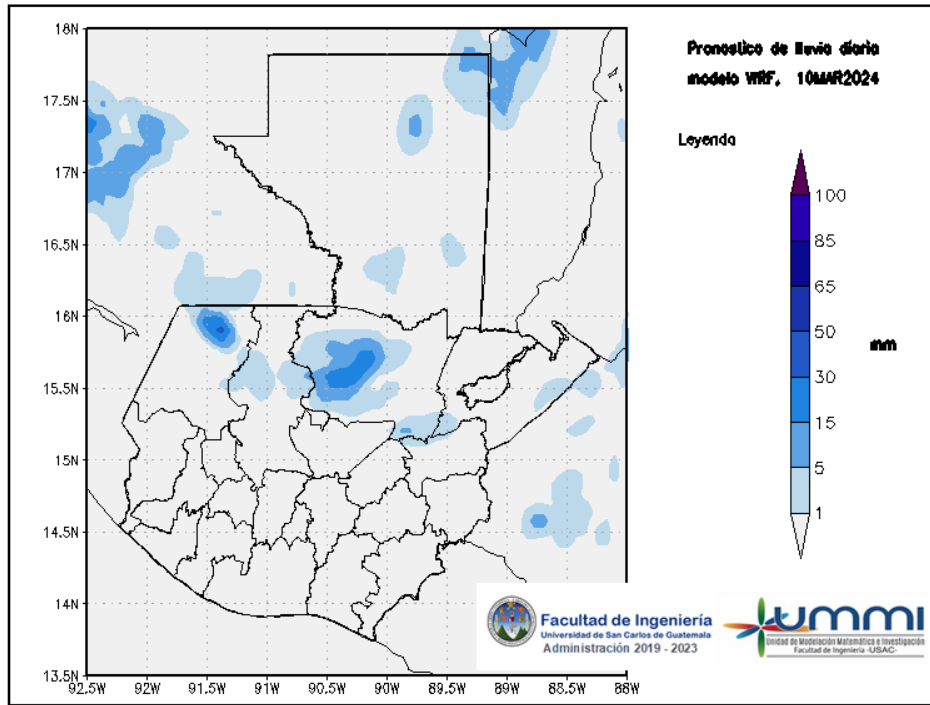 Pronostico de lluvia diaria
modelo WRF, 10MAR2024
Leyenda
100
85
65
50
30
15
5
1
mm
18N
17.5N
17N
16.5N
16N
15.5N
15N
14.5N
14N
13.5N
92.5W 92W 91.5W 91W 90.5W 90W 89.5W 89W 88.5W 88W
Facultad de Ingeniería
Universidad de San Carlos de Guatemala
Administración 2019 - 2023
UMMI
Unidad de Modelación Matemática e Investigación
Facultad de Ingeniería -USAC-